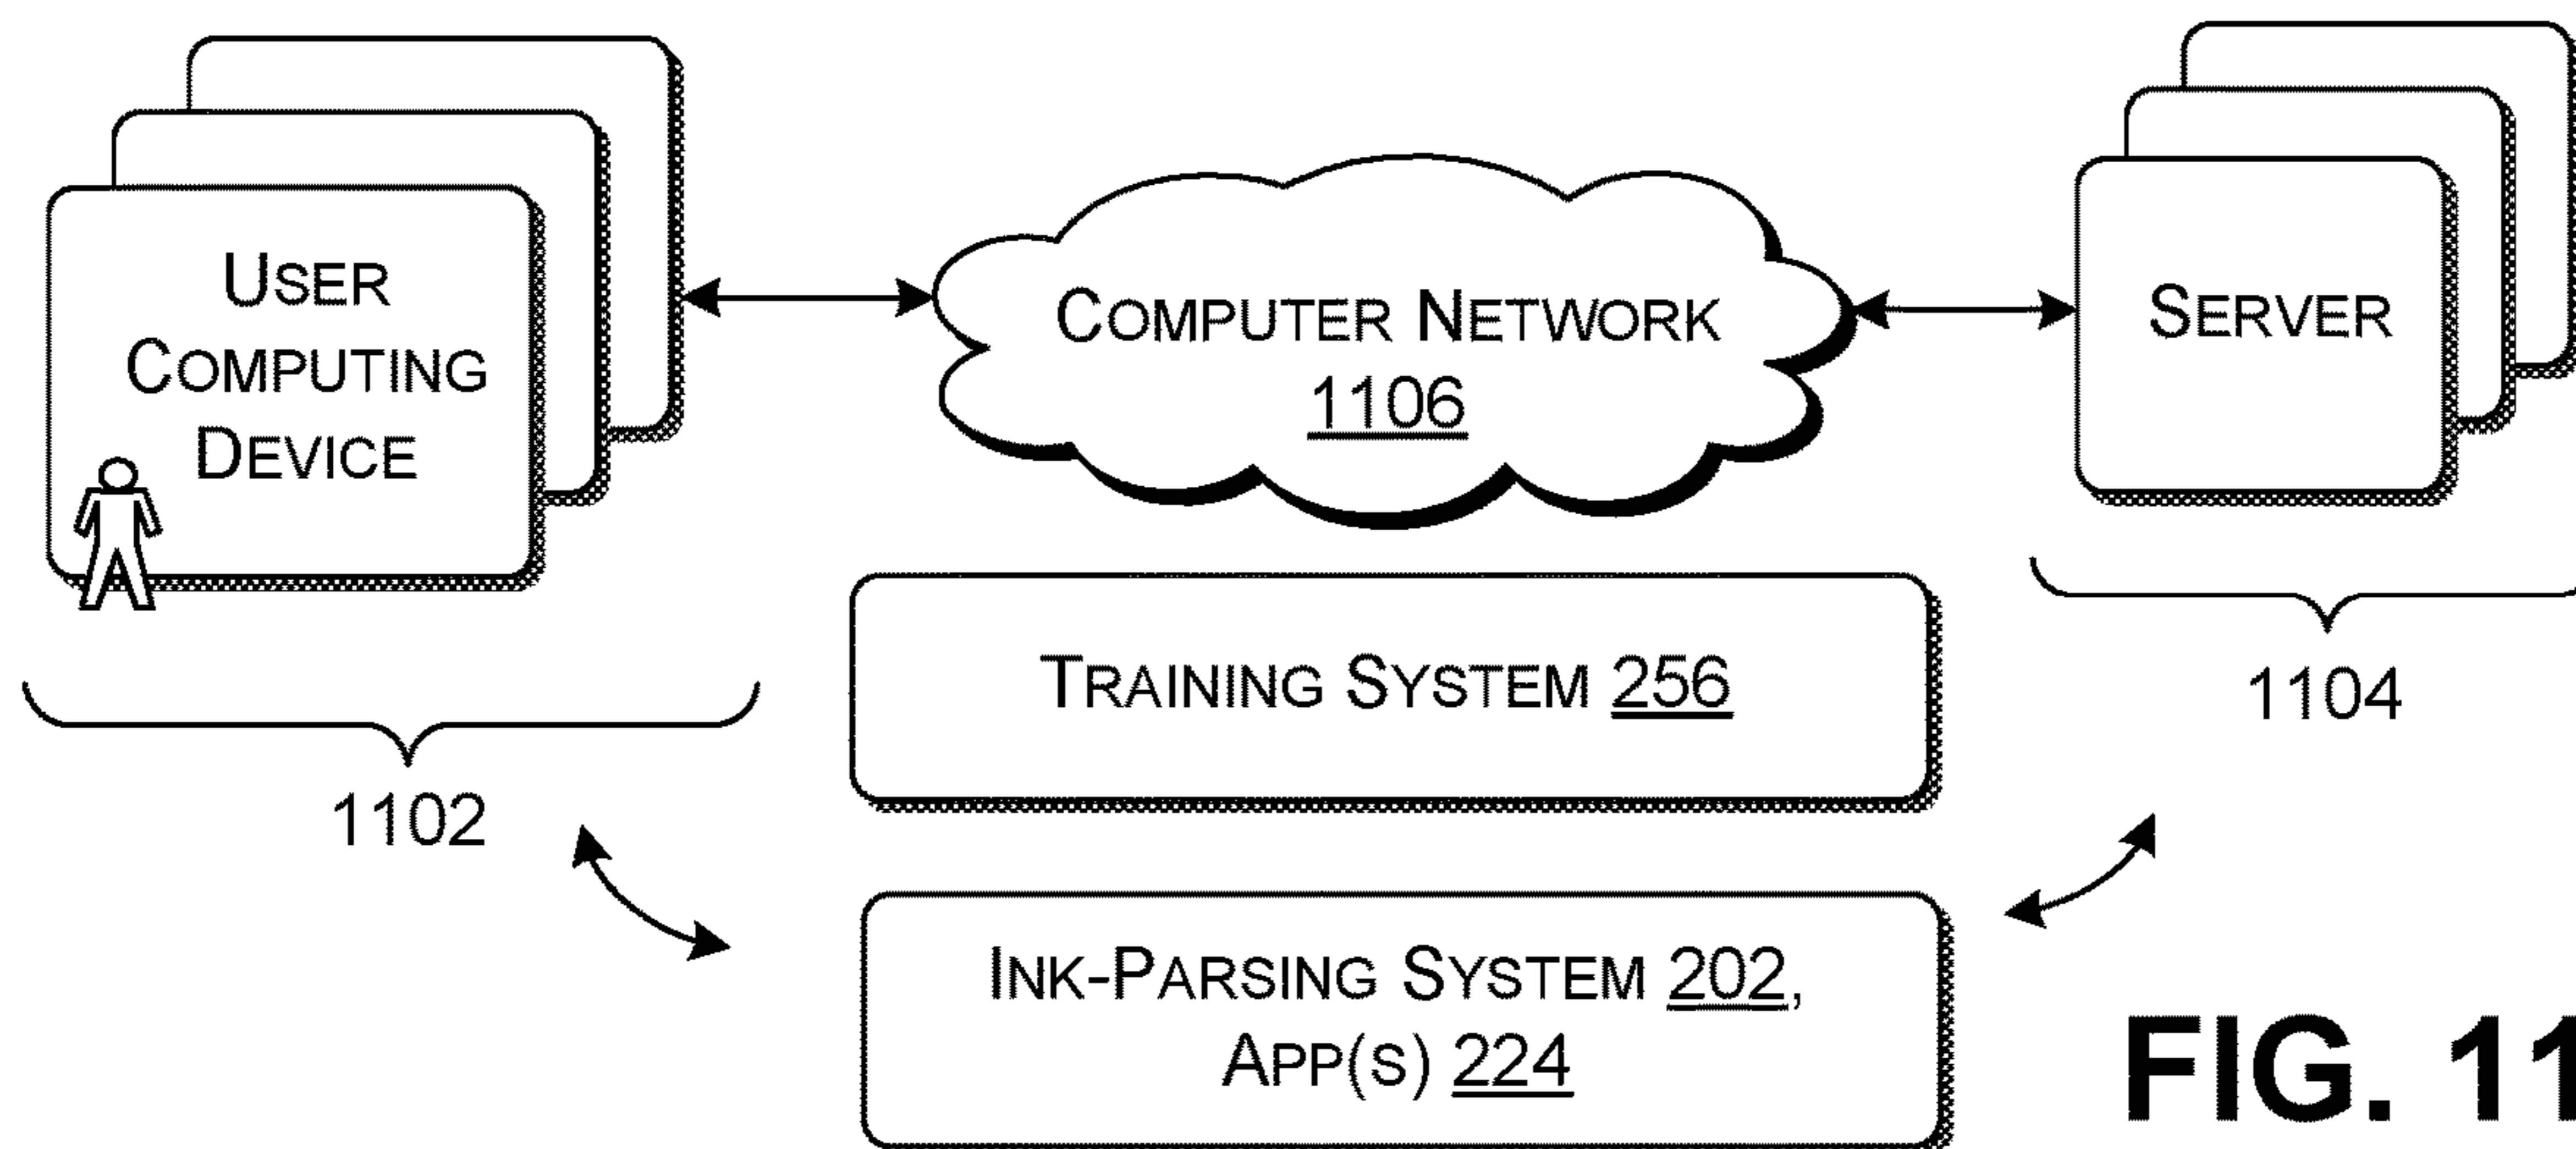 USER
COMPUTING
DEVICE
COMPUTER NETWORK
1106
SERVER
TRAINING SYSTEM 256
1104
1102
INK-PARSING SYSTEM 202,
APP(S) 224
FIG. 11